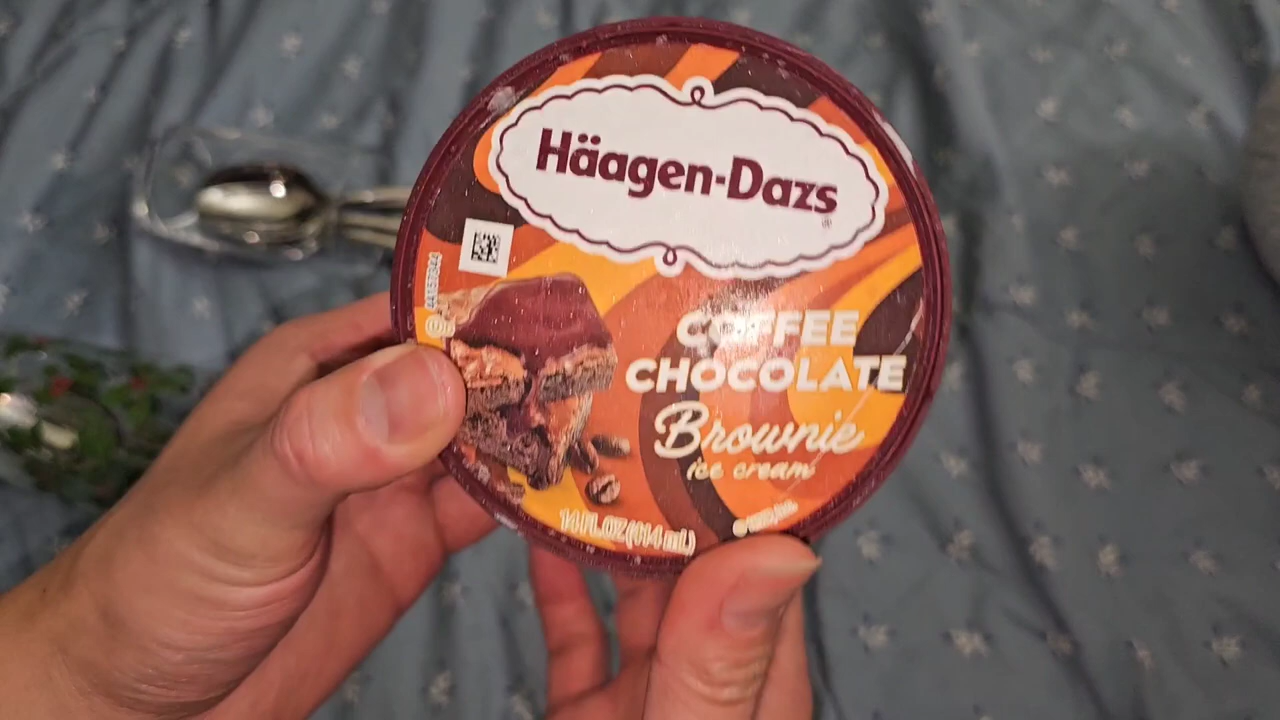 Häagen-Dazs
®
COFFEE
CHOCOLATE
Brownie
ice cream
14 FL OZ (414 mL)